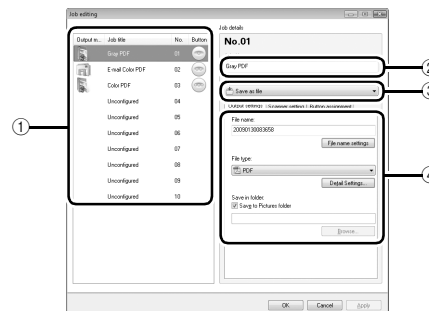 Job editing
Output m... Job title No. Button
Gray PDF 01
E-mail Color PDF 02
Color PDF 03
Unconfigured 04
Unconfigured 05
Unconfigured 06
Unconfigured 07
Unconfigured 08
Unconfigured 09
Unconfigured 10
1
Job details
No.01
Gray PDF
2
Save as file
3
Output settings Scanner setting Button assignment
File name:
20090130083658
File name settings
File type:
PDF
Detail Settings...
4
Save in folder:
Save to Pictures folder
Browse...
OK Cancel Apply